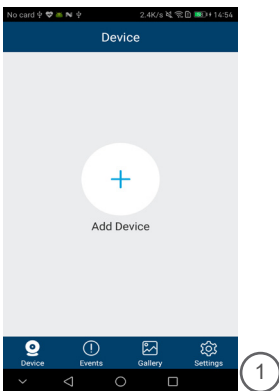 No card 2.4K/s 14:54
Device
Add Device
Device Events Gallery Settings
1